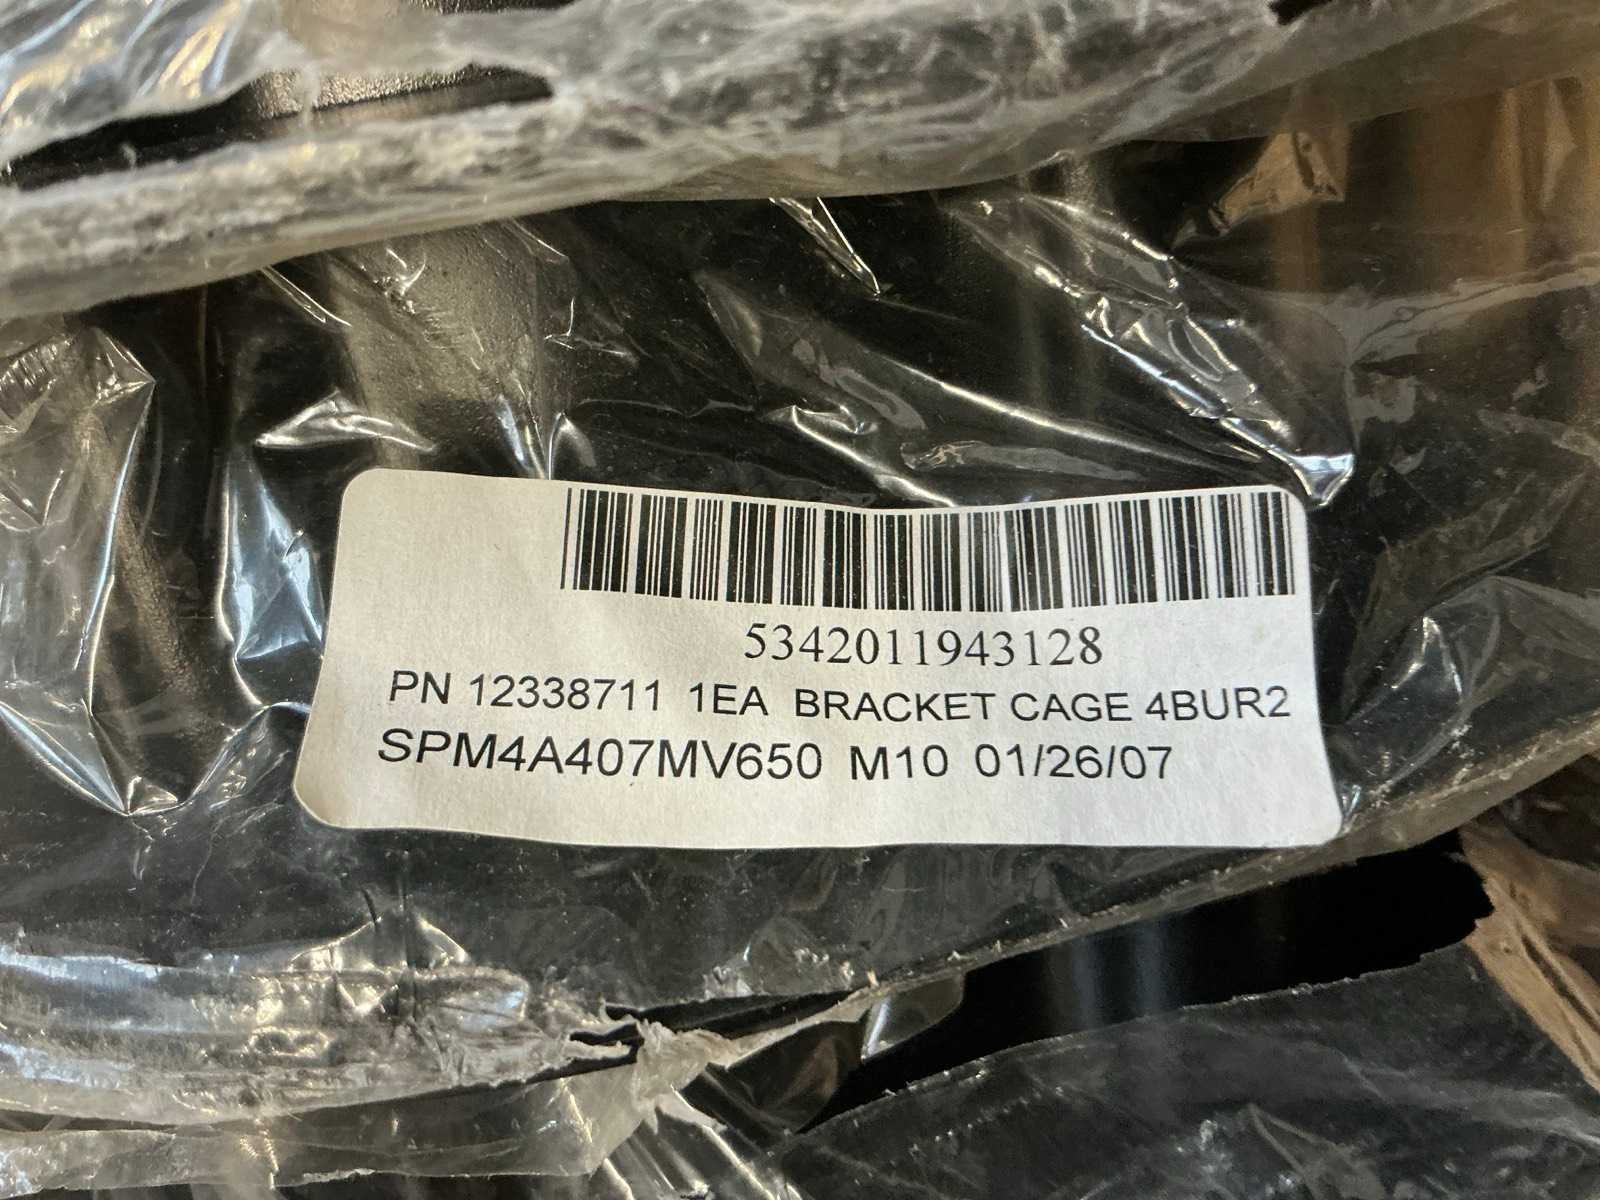 5342011943128
PN 12338711 1EA BRACKET CAGE 4BUR2
SPM4A407MV650 M10 01/26/07